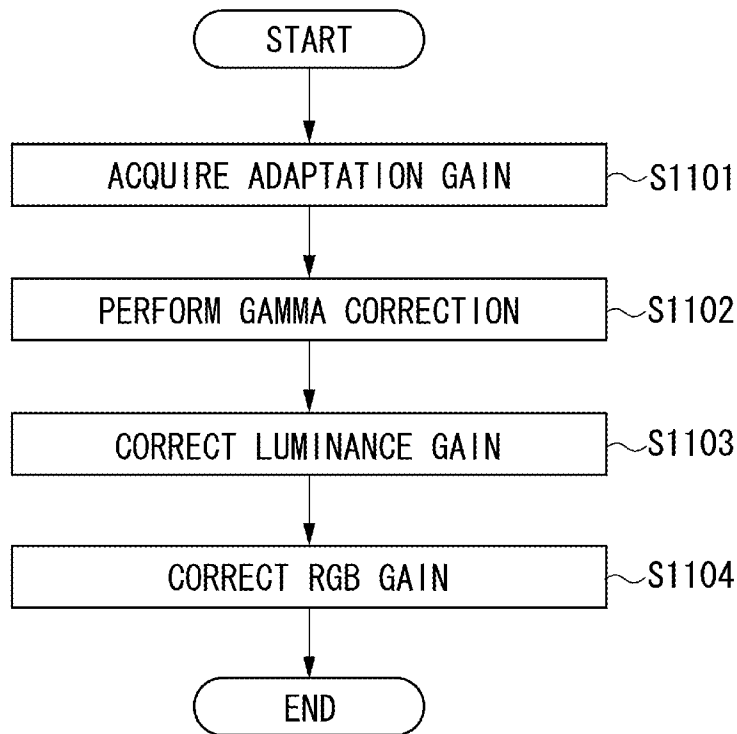 START
ACQUIRE ADAPTATION GAIN S1101
PERFORM GAMMA CORRECTION S1102
CORRECT LUMINANCE GAIN S1103
CORRECT RGB GAIN S1104
END